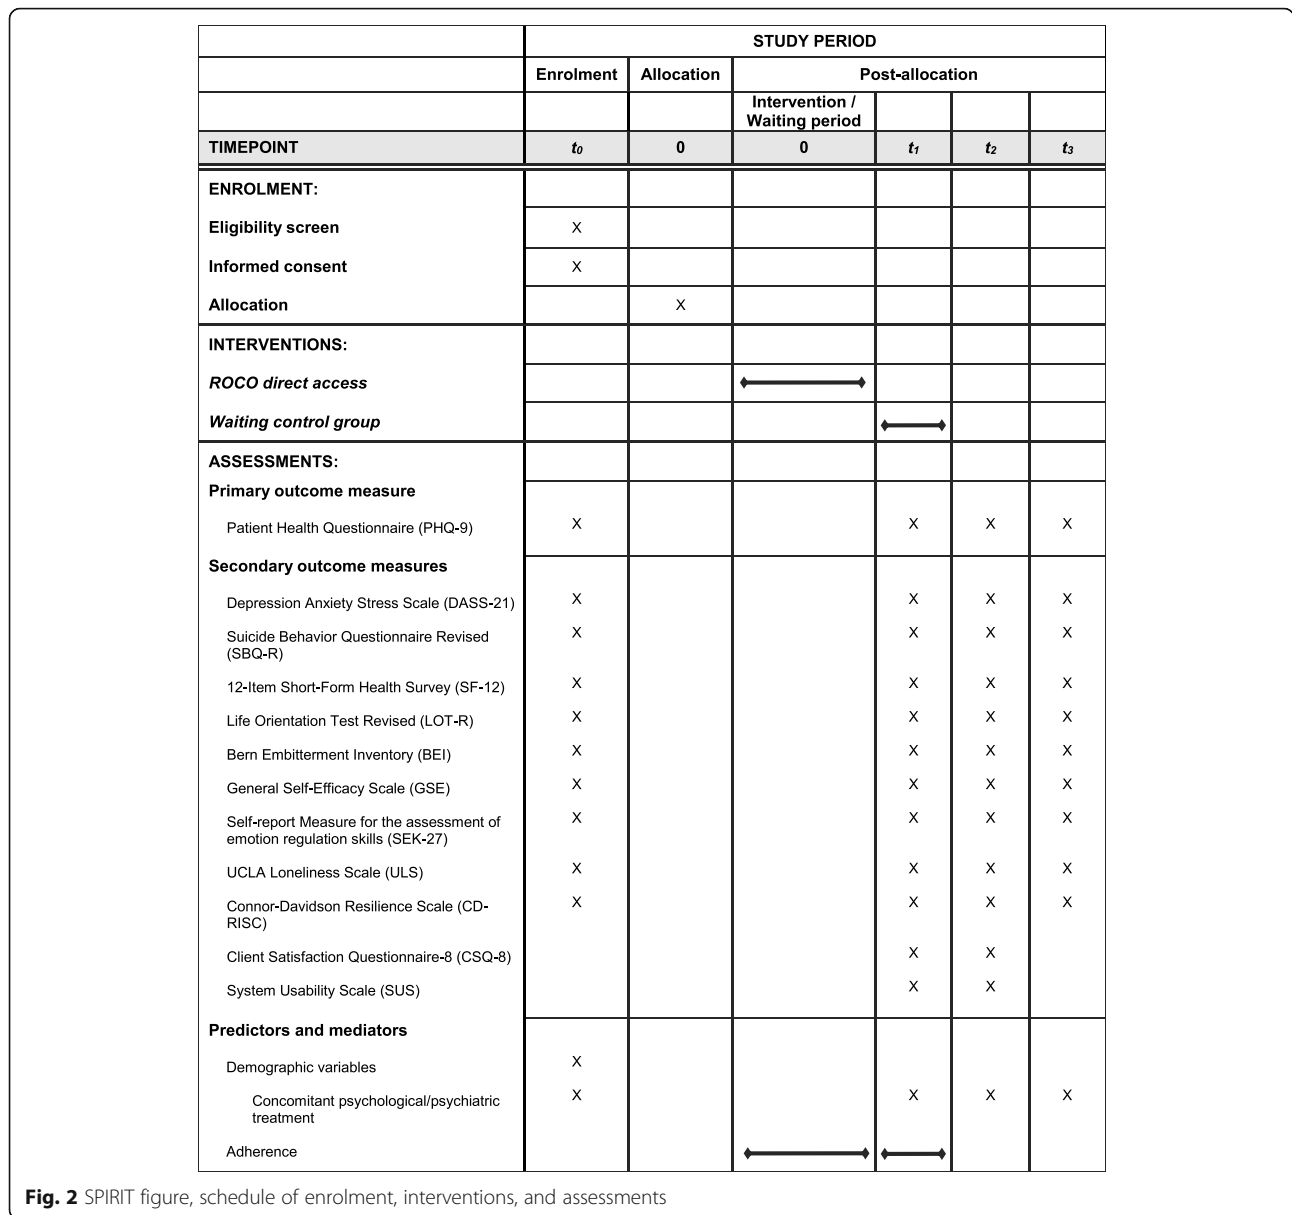 STUDY PERIOD
Enrolment Allocation Post-allocation
Intervention /
Waiting period
TIMEPOINT t0 0 0 t1 t2 t3
ENROLMENT:
Eligibility screen X
Informed consent X
Allocation X
INTERVENTIONS:
ROCO direct access
Waiting control group
ASSESSMENTS:
Primary outcome measure
Patient Health Questionnaire (PHQ-9) X X X X
Secondary outcome measures
Depression Anxiety Stress Scale (DASS-21) X X X X
Suicide Behavior Questionnaire Revised X X X X
(SBQ-R)
12-Item Short-Form Health Survey (SF-12) X X X X
Life Orientation Test Revised (LOT-R) X X X X
Bern Embitterment Inventory (BEI) X X X X
General Self-Efficacy Scale (GSE) X X X X
Self-report Measure for the assessment of X X X X
emotion regulation skills (SEK-27)
UCLA Loneliness Scale (ULS) X X X X
Connor-Davidson Resilience Scale (CD- X X X X
RISC)
Client Satisfaction Questionnaire-8 (CSQ-8) X X
System Usability Scale (SUS) X X
Predictors and mediators
Demographic variables X
Concomitant psychological/psychiatric X X X X
treatment
Adherence
Fig. 2 SPIRIT figure, schedule of enrolment, interventions, and assessments